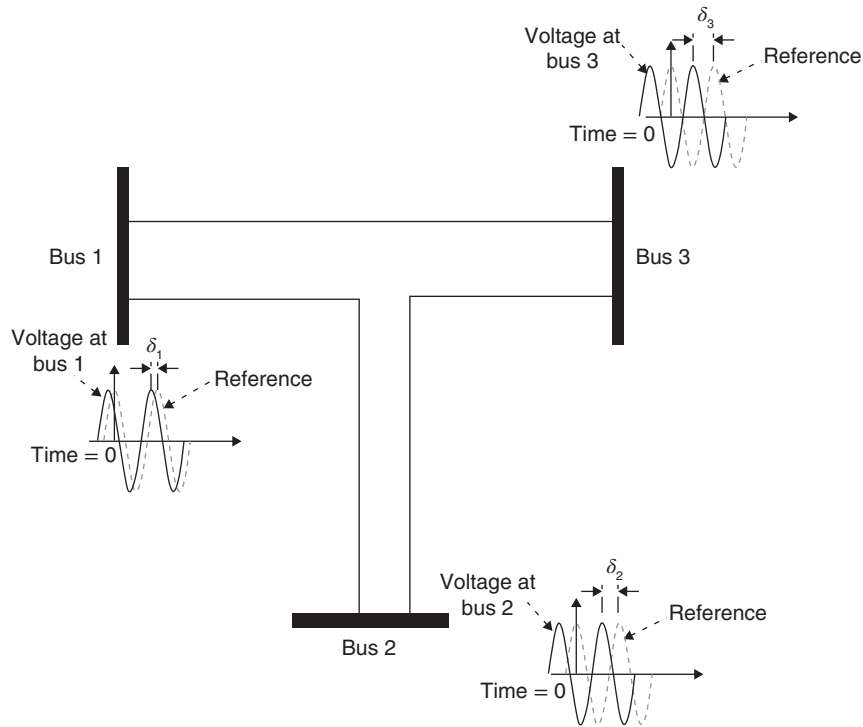 δ3
Voltage at
bus 3
Reference
Time = 0
Bus 1
Bus 3
Voltage at
bus 1
δ1
Reference
Time = 0
δ2
Voltage at
bus 2
Reference
Bus 2
Time = 0